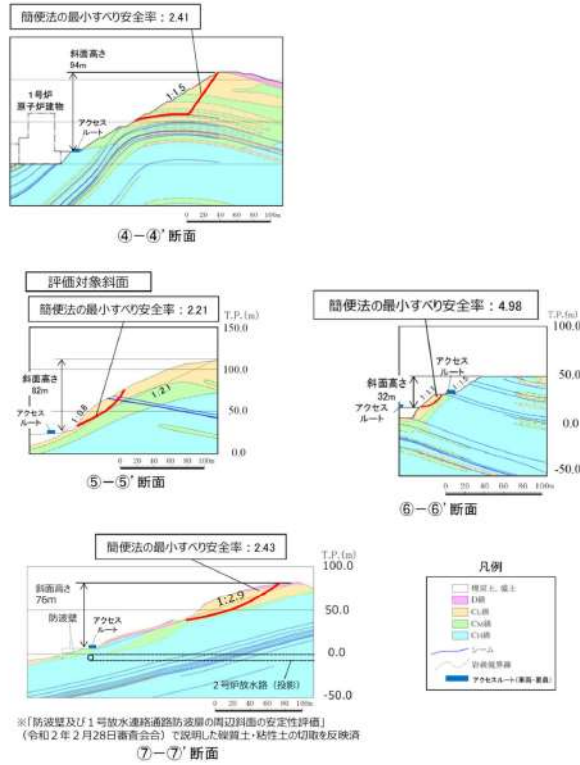 簡便法の最小すべり安全率：2.41
斜面高さ
94m
1:1.5
1号炉
原子炉建物
アクセス
ルート
0 20 40 60 80 100m
④－④'断面
評価対象斜面
簡便法の最小すべり安全率：2.21
T.P.(m)
150.0
100.0
50.0
0.0
斜面高さ
82m
1:0.8
1:2.1
アクセス
ルート
0 20 40 60 80 100m
⑤－⑤'断面
簡便法の最小すべり安全率：4.98
T.P.(m)
50.0
0.0
-50.0
アクセス
ルート
斜面高さ
32m
アクセス
ルート
0 20 40 60 80 100m
⑥－⑥'断面
簡便法の最小すべり安全率：2.43
T.P.(m)
100.0
50.0
0.0
-50.0
斜面高さ
76m
1:2.9
防波壁
アクセス
ルート
2号炉放水路（投影）
0 20 40 60 80 100m
※「防波壁及び1号放水連絡通路防波扉の周辺斜面の安定性評価」
（令和2年2月28日審査会合）で説明した礫質土・粘性土の切取を反映済
⑦－⑦'断面
凡例
D級
CL級
CM級
CH級
シーム
岩級境界線
アクセスルート（車両・要員）